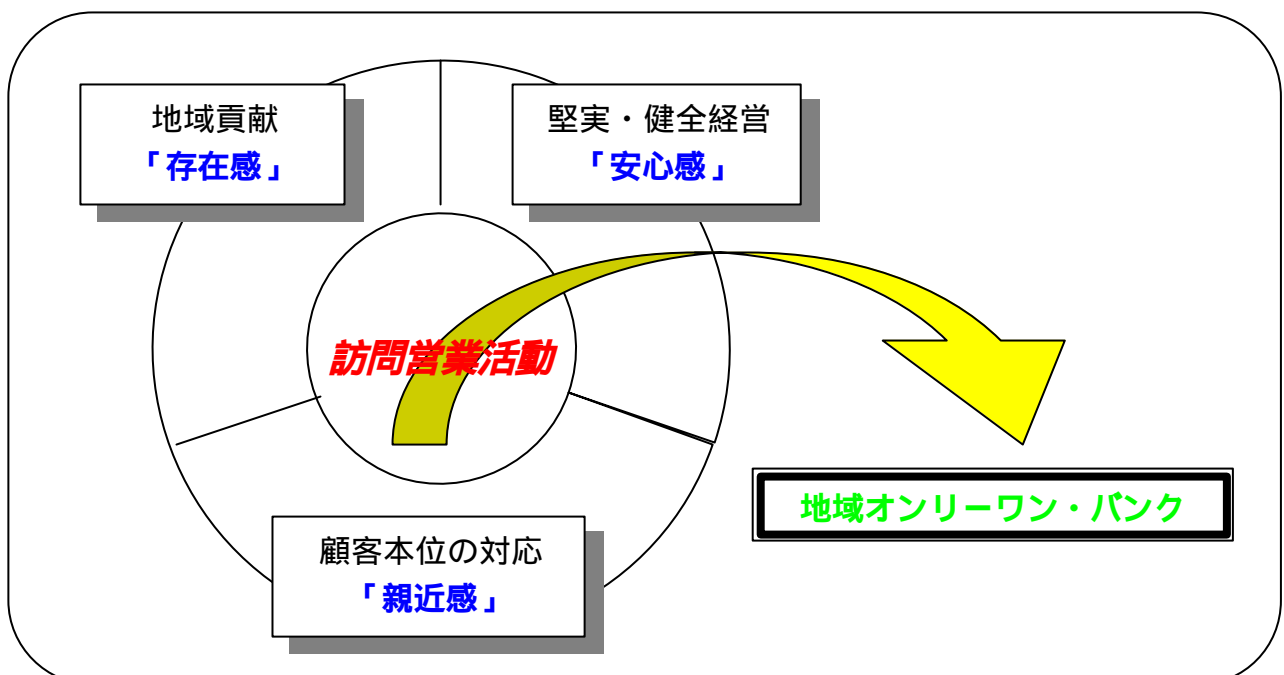 地域貢献
「存在感」
堅実・健全経営
「安心感」
訪問営業活動
地域オンリーワン・バンク
顧客本位の対応
「親近感」